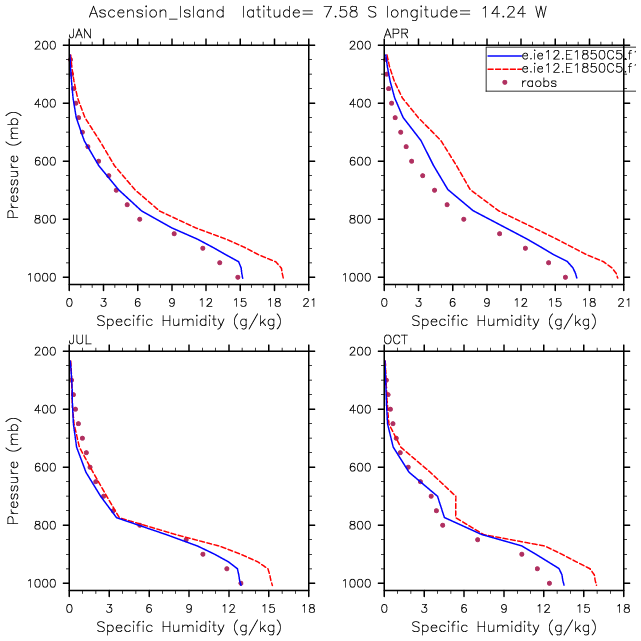 Ascension_Island latitude= 7.58 S longitude= 14.24 W
JAN
200
400
600
800
1000
Pressure (mb)
0 3 6 9 12 15 18 21
Specific Humidity (g/kg)
APR
e.ie12.E1850C5.f1
e.ie12.E1850C5.f1
raobs
200
400
600
800
1000
0 3 6 9 12 15 18 21
Specific Humidity (g/kg)
JUL
200
400
600
800
1000
Pressure (mb)
0 3 6 9 12 15 18
Specific Humidity (g/kg)
OCT
200
400
600
800
1000
0 3 6 9 12 15 18
Specific Humidity (g/kg)